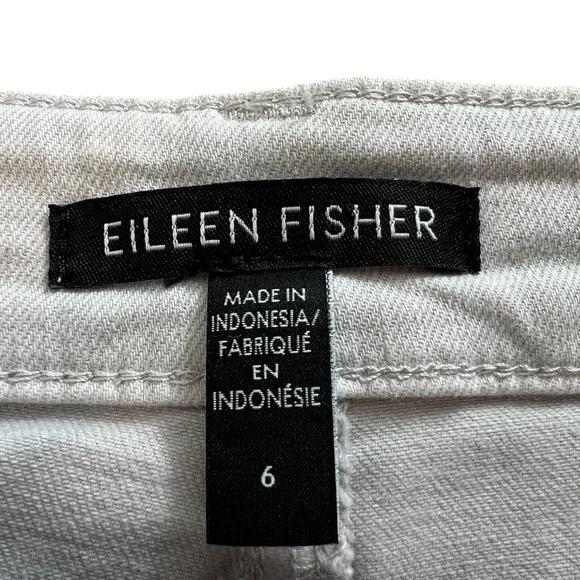 EILEEN FISHER
MADE IN
INDONESIA/
FABRIQUÉ
EN
INDONÉSIE
6